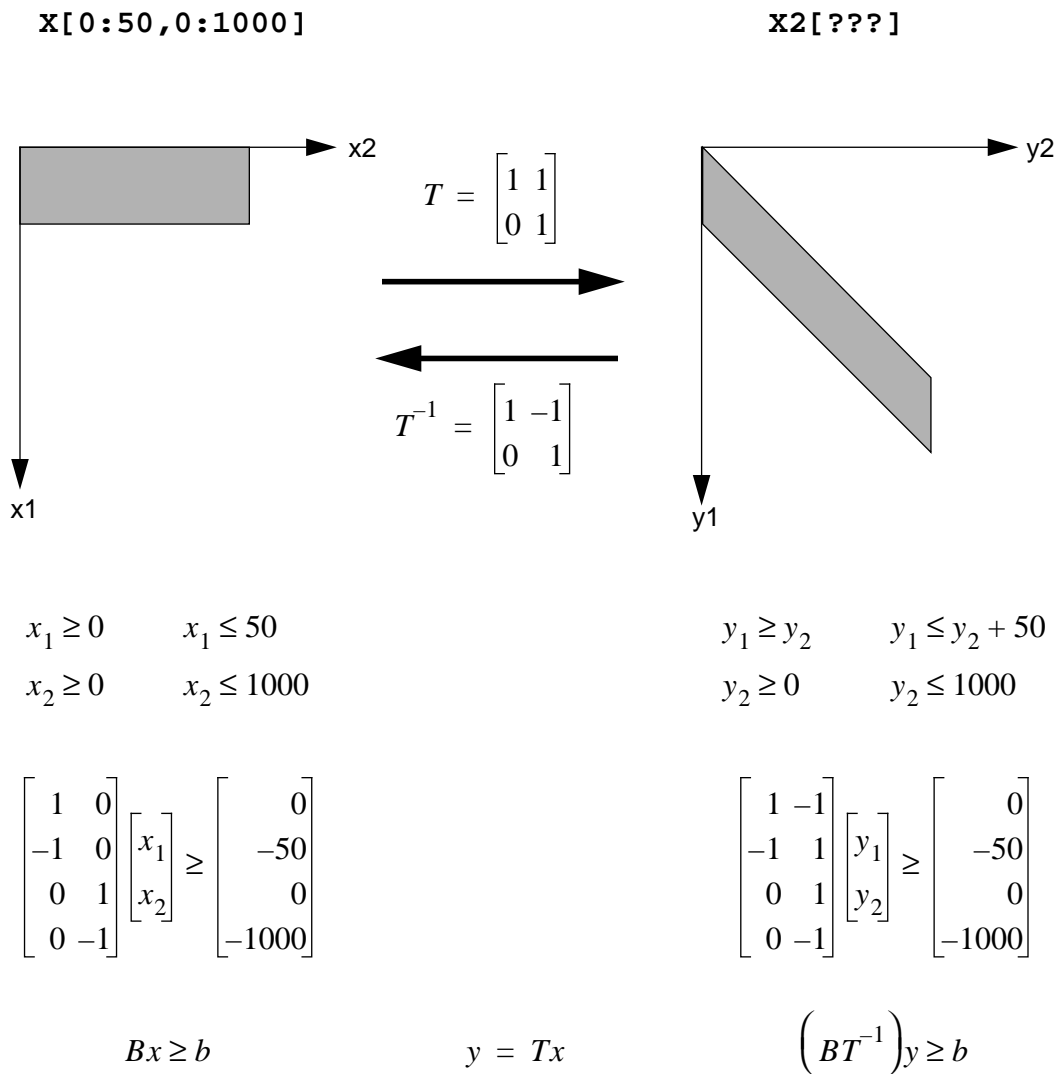 X[0:50,0:1000] X2[???]
x2 y2
T = [1 1
0 1]
T⁻¹ = [1 –1
0 1]
x1 y1
x₁ ≥ 0 x₁ ≤ 50 y₁ ≥ y₂ y₁ ≤ y₂ + 50
x₂ ≥ 0 x₂ ≤ 1000 y₂ ≥ 0 y₂ ≤ 1000
[1 0
–1 0
0 1
0 –1] [x₁
x₂] ≥ [0
–50
0
–1000]
[1 –1
–1 1
0 1
0 –1] [y₁
y₂] ≥ [0
–50
0
–1000]
Bx ≥ b y = Tx (BT⁻¹)y ≥ b